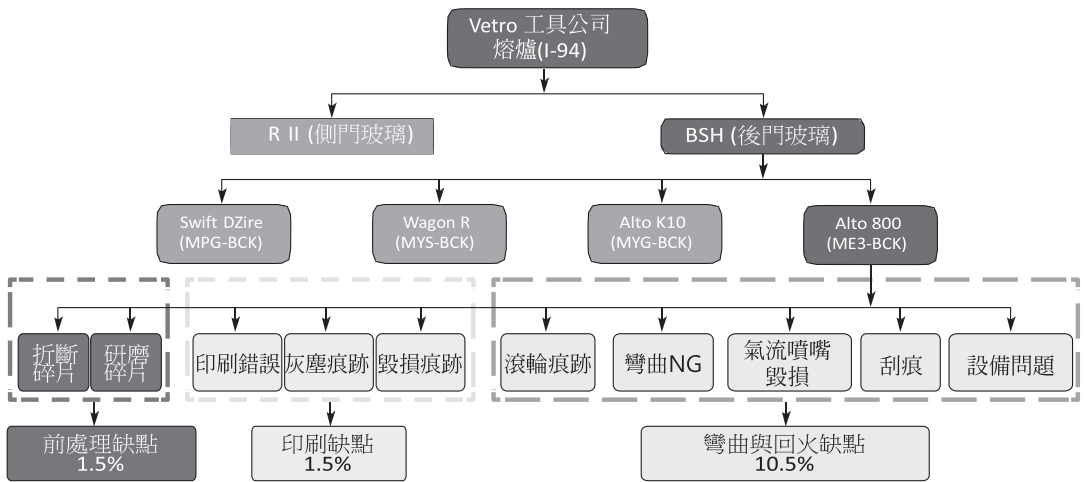 Vetro 工具公司
熔爐(I-94)
R II (側門玻璃)
BSH (後門玻璃)
Swift DZire
(MPG-BCK)
Wagon R
(MYS-BCK)
Alto K10
(MYG-BCK)
Alto 800
(ME3-BCK)
折斷
碎片
研磨
碎片
印刷錯誤
灰塵痕跡
毀損痕跡
滾輪痕跡
彎曲NG
氣流噴嘴
毀損
刮痕
設備問題
前處理缺點
1.5%
印刷缺點
1.5%
彎曲與回火缺點
10.5%